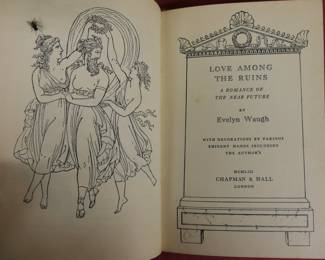 LOVE AMONG
THE RUINS
A ROMANCE OF
THE NEAR FUTURE
BY
Evelyn Waugh
WITH DECORATIONS BY VARIOUS
EMINENT HANDS INCLUDING
THE AUTHOR'S
MCMLIII
CHAPMAN & HALL
LONDON